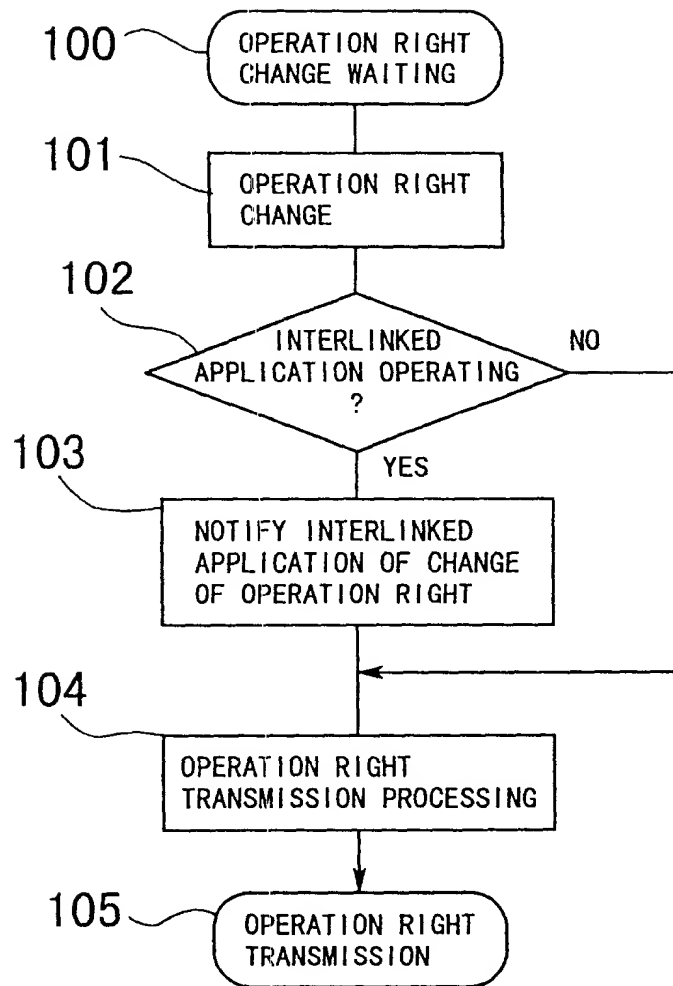 100
OPERATION RIGHT
CHANGE WAITING
101
OPERATION RIGHT
CHANGE
102
INTERLINKED
APPLICATION OPERATING
?
NO
YES
103
NOTIFY INTERLINKED
APPLICATION OF CHANGE
OF OPERATION RIGHT
104
OPERATION RIGHT
TRANSMISSION PROCESSING
105
OPERATION RIGHT
TRANSMISSION